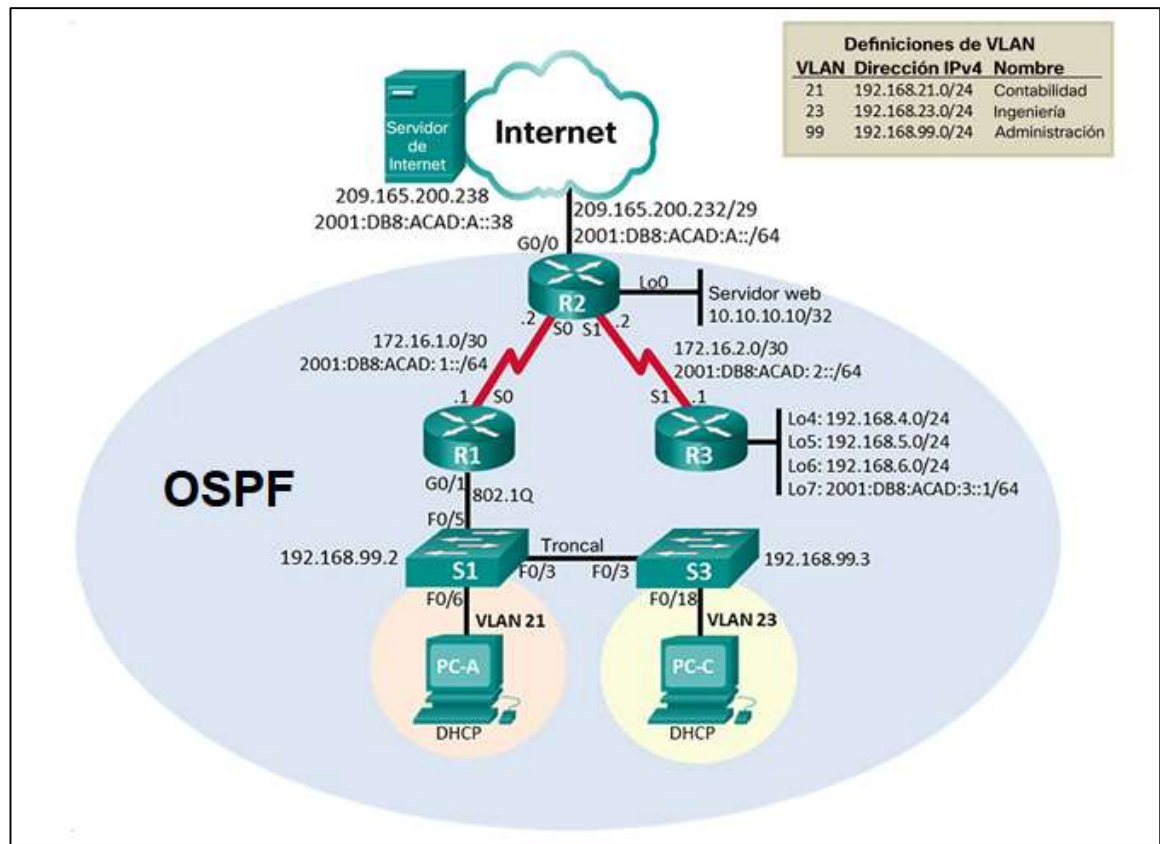 Definiciones de VLAN
VLAN Dirección IPv4 Nombre
21 192.168.21.0/24 Contabilidad
23 192.168.23.0/24 Ingeniería
99 192.168.99.0/24 Administración
Servidor
de
Internet
Internet
209.165.200.238
2001:DB8:ACAD:A::38
209.165.200.232/29
2001:DB8:ACAD:A::/64
G0/0
R2
Lo0
Servidor web
10.10.10.10/32
.2
S0
S1
.2
172.16.1.0/30
2001:DB8:ACAD: 1::/64
172.16.2.0/30
2001:DB8:ACAD: 2::/64
.1
S0
S1
.1
R1
R3
Lo4: 192.168.4.0/24
Lo5: 192.168.5.0/24
Lo6: 192.168.6.0/24
Lo7: 2001:DB8:ACAD:3::1/64
OSPF
G0/1
802.1Q
F0/5
192.168.99.2
S1
Troncal
F0/3
F0/3
S3
192.168.99.3
F0/6
F0/18
VLAN 21
VLAN 23
PC-A
PC-C
DHCP
DHCP